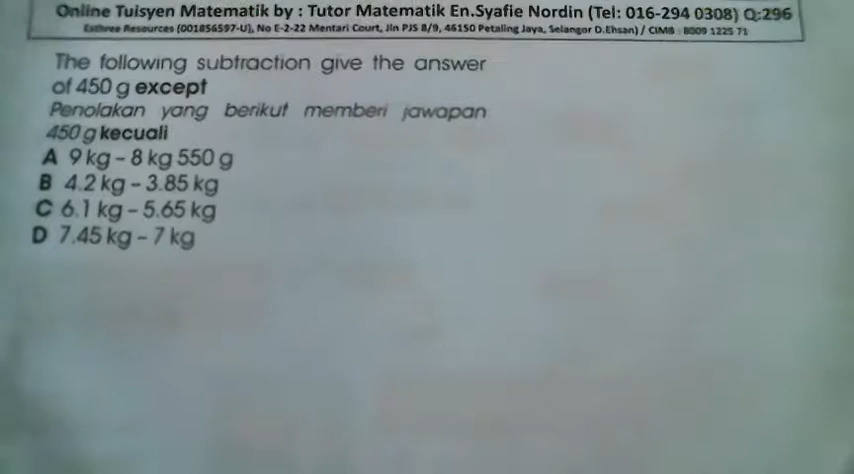 Online Tuisyen Matematik by : Tutor Matematik En.Syafie Nordin (Tel: 016-294 0308) Q:296
Esthree Resources (001856597-U), No E-2-22 Mentari Court, Jln PJS 8/9, 46150 Petaling Jaya, Selangor D.Ehsan) / CIMB : 8009 1225 71
The following subtraction give the answer
of 450 g except
Penolakan yang berikut memberi jawapan
450 g kecuali
A 9 kg – 8 kg 550 g
B 4.2 kg – 3.85 kg
C 6.1 kg – 5.65 kg
D 7.45 kg – 7 kg